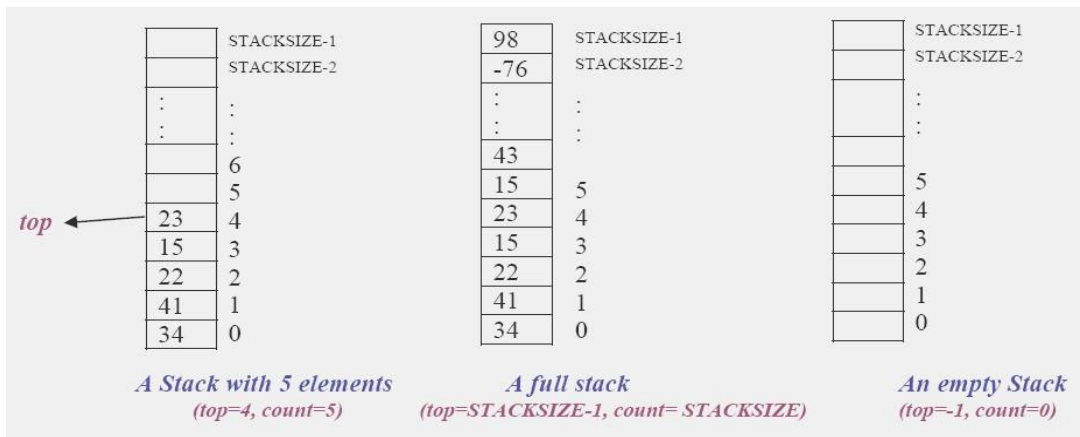 STACKSIZE-1
STACKSIZE-2
:
:
:
:
6
5
top
23 4
15 3
22 2
41 1
34 0
A Stack with 5 elements
(top=4, count=5)
98 STACKSIZE-1
-76 STACKSIZE-2
:
:
:
:
43
15 5
23 4
15 3
22 2
41 1
34 0
A full stack
(top=STACKSIZE-1, count= STACKSIZE)
STACKSIZE-1
STACKSIZE-2
:
:
5
4
3
2
1
0
An empty Stack
(top=-1, count=0)